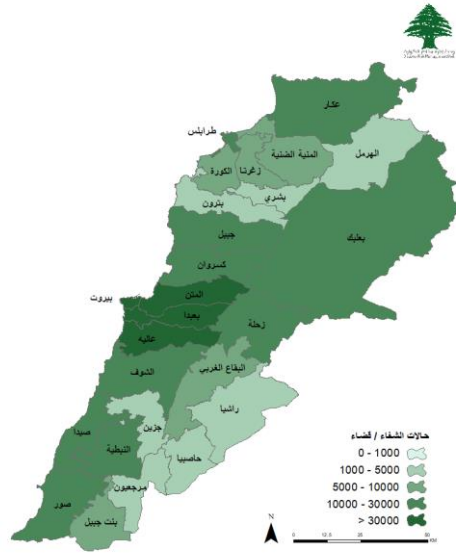 عكار
طرابلس
المنية الضنية
الهرمل
زغرتا
الكورة
بشري
بترون
جبيل
بعلبك
كسروان
المتن
بيروت
بعبدا
زحلة
عاليه
البقاع الغربي
الشوف
راشيا
جزين
صيدا
النبطية
حاصبيا
مرجعيون
صور
بنت جبيل
حالات الشفاء / قضاء
0 - 1000
1000 - 5000
5000 - 10000
10000 - 30000
> 30000
N